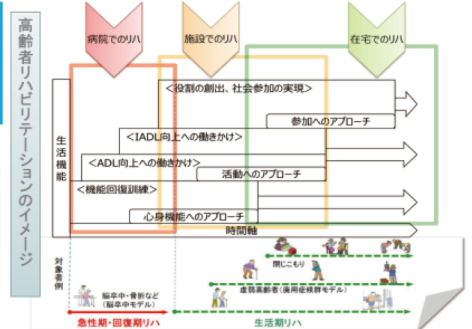 高齢者リハビリテーションのイメージ
病院でのリハ
施設でのリハ
在宅でのリハ
生活機能
<役割の創出、社会参加の実現>
参加へのアプローチ
<IADL向上への働きかけ>
<ADL向上への働きかけ>
活動へのアプローチ
<機能回復訓練>
心身機能へのアプローチ
時間軸
対象者例
閉じこもり
虚弱高齢者(廃用症候群モデル)
脳卒中・骨折など
(脳卒中モデル)
急性期・回復期リハ
生活期リハ